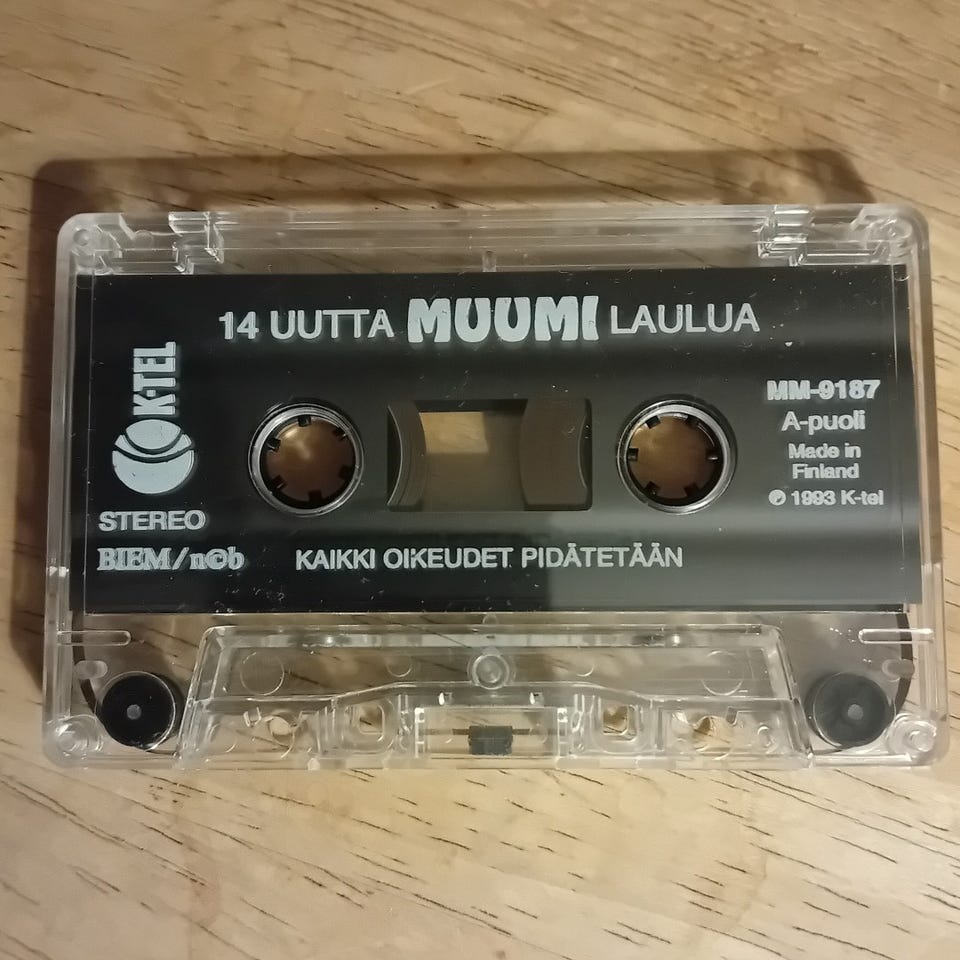 14 UUTTA MUUMI LAULUA
K-TEL
MM-9187
A-puoli
Made in
Finland
℗ 1993 K-tel
STEREO
BIEM/n©b
KAIKKI OIKEUDET PIDÄTETÄÄN